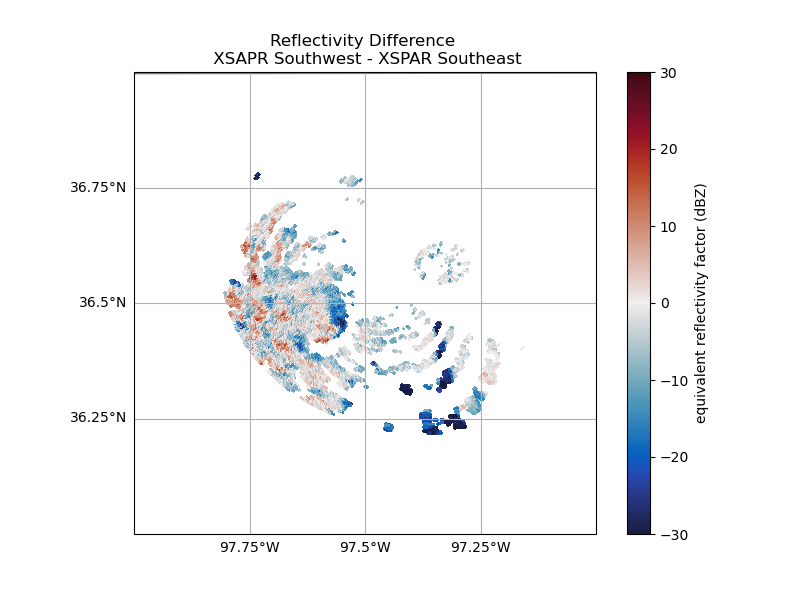 Reflectivity Difference
XSAPR Southwest - XSPAR Southeast
36.75°N
36.5°N
36.25°N
97.75°W 97.5°W 97.25°W
30
20
10
0
−10
−20
−30
equivalent reflectivity factor (dBZ)